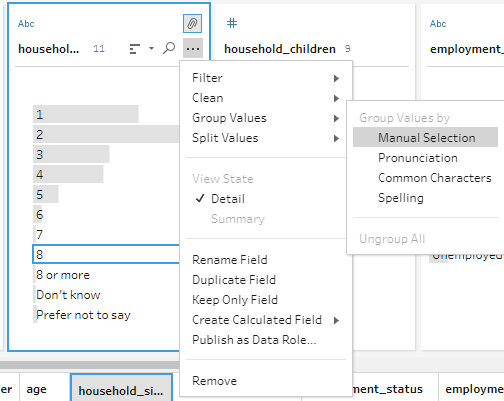 Abc
#
Abc
househol...
11
household_children 9
employment_
Filter
Clean
Group Values
Split Values
View State
Detail
Summary
Rename Field
Duplicate Field
Keep Only Field
Create Calculated Field
Publish as Data Role...
Remove
Group Values by
Manual Selection
Pronunciation
Common Characters
Spelling
Ungroup All
1
2
3
4
5
6
7
8
8 or more
Don't know
Prefer not to say
Unemployed
er
age
household_si...
ment_status
employme